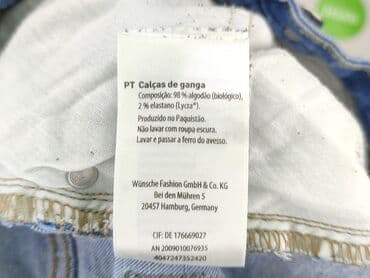 PT Calças de ganga
Composição: 98 % algodão (biológico),
2 % elastano (Lycra®).
Produzido no Paquistão.
Não lavar com roupa escura.
Lavar e passar a ferro do avesso.
Wünsche Fashion GmbH & Co. KG
Bei den Mühren 5
20457 Hamburg, Germany
CIF: DE 176669027
AN 2009010076935
4047247352420